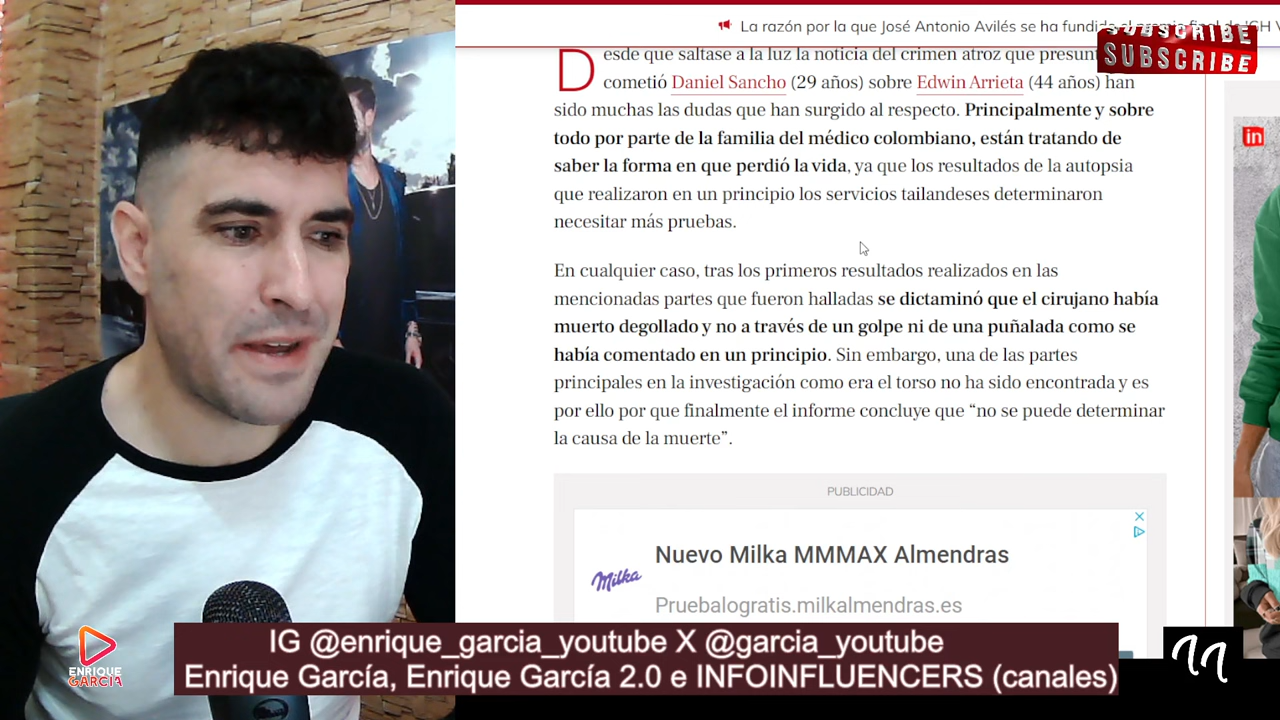 La razón por la que José Antonio Avilés se ha fundido el premio final de 'GH V
SUBSCRIBE
SUBSCRIBE
Desde que saltase a la luz la noticia del crimen atroz que
cometió Daniel Sancho (29 años) sobre Edwin Arrieta (44 años) han
sido muchas las dudas que han surgido al respecto. Principalmente y sobre
todo por parte de la familia del médico colombiano, están tratando de
saber la forma en que perdió la vida, ya que los resultados de la autopsia
que realizaron en un principio los servicios tailandeses determinaron
necesitar más pruebas.
En cualquier caso, tras los primeros resultados realizados en las
mencionadas partes que fueron halladas se dictaminó que el cirujano había
muerto degollado y no a través de un golpe ni de una puñalada como se
había comentado en un principio. Sin embargo, una de las partes
principales en la investigación como era el torso no ha sido encontrada y es
por ello por que finalmente el informe concluye que “no se puede determinar
la causa de la muerte”.
in
PUBLICIDAD
Nuevo Milka MMMAX Almendras
Milka
Pruebalogratis.milkalmendras.es
IG @enrique_garcia_youtube X @garcia_youtube
Enrique García, Enrique García 2.0 e INFONFLUENCERS (canales)
ENRIQUE
GARCÍA